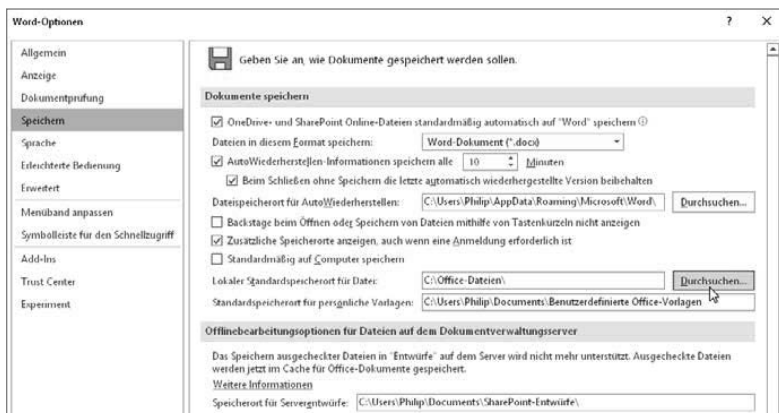 Word-Optionen ? ×
Allgemein
Anzeige
Dokumentprüfung
Speichern
Sprache
Erleichterte Bedienung
Erweitert
Menüband anpassen
Symbolleiste für den Schnellzugriff
Add-Ins
Trust Center
Experiment
Geben Sie an, wie Dokumente gespeichert werden sollen.
Dokumente speichern
OneDrive- und SharePoint Online-Dateien standardmäßig automatisch auf "Word" speichern
Dateien in diesem Format speichern: Word-Dokument (*.docx)
AutoWiederherstellen-Informationen speichern alle 10 Minuten
Beim Schließen ohne Speichern die letzte automatisch wiederhergestellte Version beibehalten
Dateispeicherort für AutoWiederherstellen: C:\Users\Philip\AppData\Roaming\Microsoft\Word\ Durchsuchen...
Backstage beim Öffnen oder Speichern von Dateien mithilfe von Tastenkürzeln nicht anzeigen
Zusätzliche Speicherorte anzeigen, auch wenn eine Anmeldung erforderlich ist
Standardmäßig auf Computer speichern
Lokaler Standardspeicherort für Datei: C:\Office-Dateien\ Durchsuchen...
Standardspeicherort für persönliche Vorlagen: C:\Users\Philip\Documents\Benutzerdefinierte Office-Vorlagen
Offlinebearbeitungsoptionen für Dateien auf dem Dokumentverwaltungsserver
Das Speichern ausgecheckter Dateien in "Entwürfe" auf dem Server wird nicht mehr unterstützt. Ausgecheckte Dateien
werden jetzt im Cache für Office-Dokumente gespeichert.
Weitere Informationen
Speicherort für Serverentwürfe: C:\Users\Philip\Documents\SharePoint-Entwürfe\